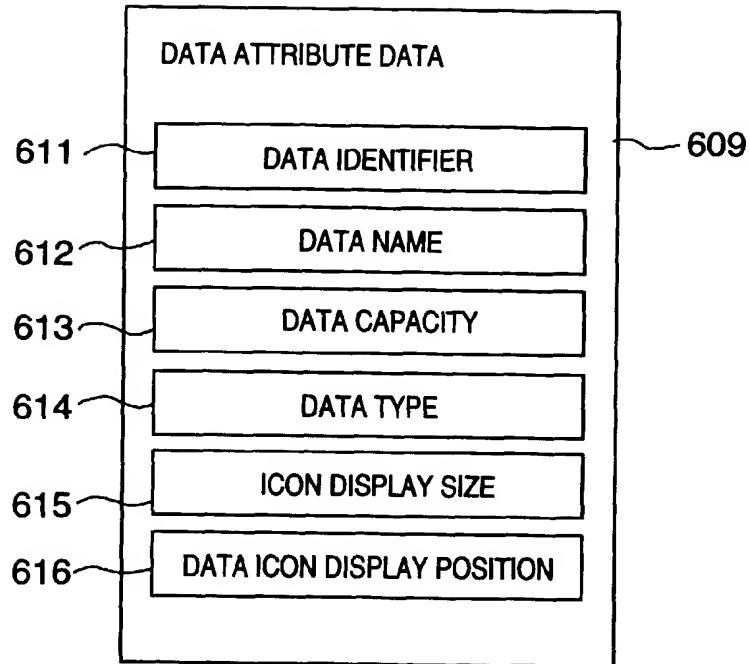 DATA ATTRIBUTE DATA
611 DATA IDENTIFIER 609
612 DATA NAME
613 DATA CAPACITY
614 DATA TYPE
615 ICON DISPLAY SIZE
616 DATA ICON DISPLAY POSITION